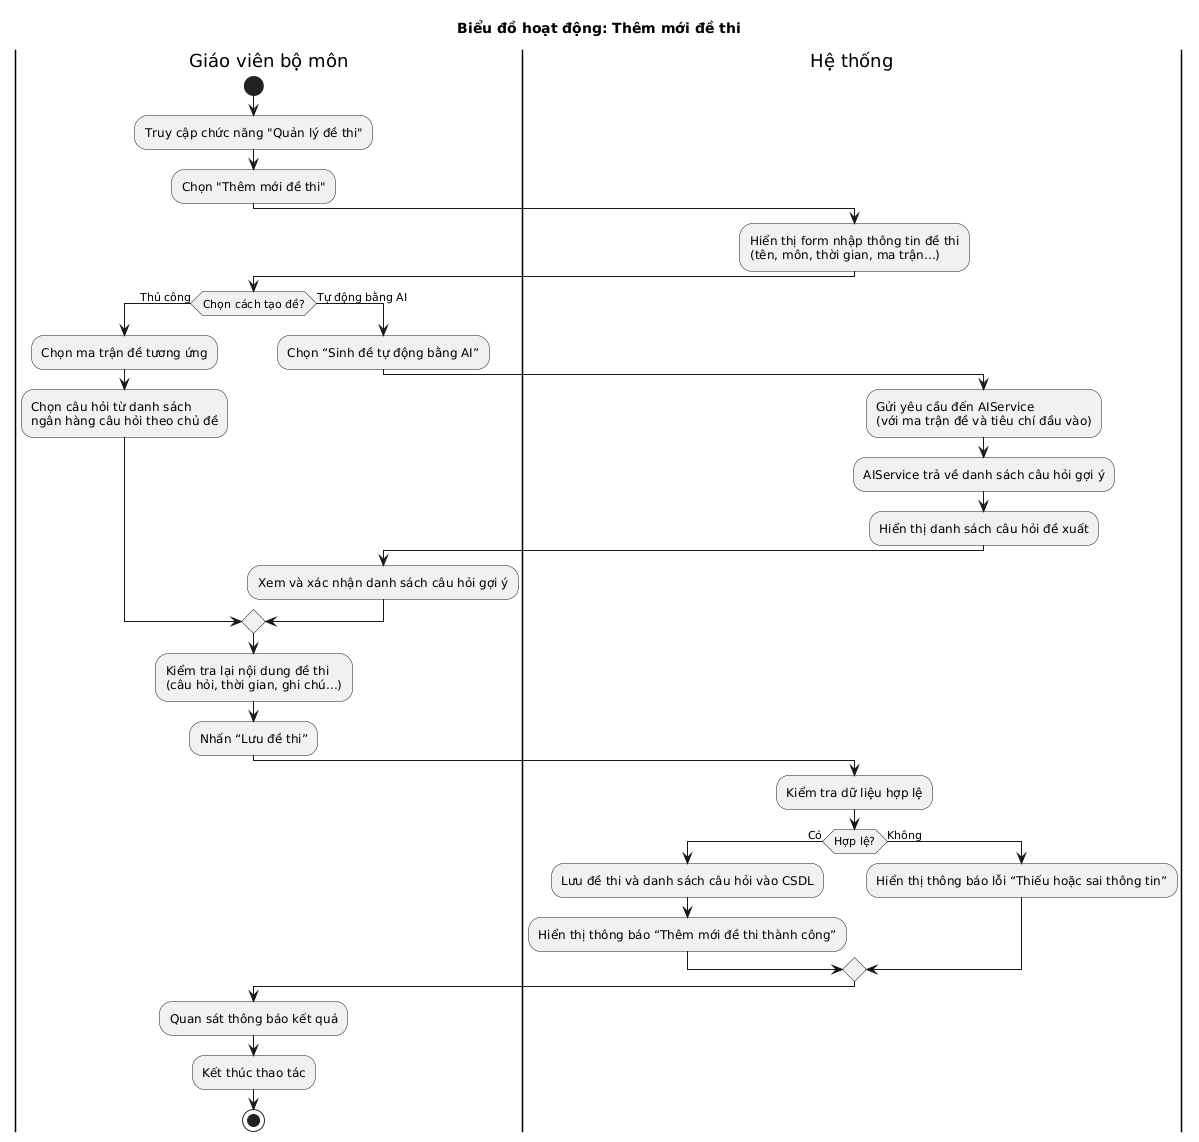 Biểu đồ hoạt động: Thêm mới đề thi
Giáo viên bộ môn
Hệ thống
Truy cập chức năng "Quản lý đề thi"
Chọn "Thêm mới đề thi"
Hiển thị form nhập thông tin đề thi
(tên, môn, thời gian, ma trận...)
Chọn cách tạo đề?
Thủ công
Tự động bằng AI
Chọn ma trận đề tương ứng
Chọn “Sinh đề tự động bằng AI”
Chọn câu hỏi từ danh sách
ngân hàng câu hỏi theo chủ đề
Gửi yêu cầu đến AIService
(với ma trận đề và tiêu chí đầu vào)
AIService trả về danh sách câu hỏi gợi ý
Hiển thị danh sách câu hỏi đề xuất
Xem và xác nhận danh sách câu hỏi gợi ý
Kiểm tra lại nội dung đề thi
(câu hỏi, thời gian, ghi chú...)
Nhấn “Lưu đề thi”
Kiểm tra dữ liệu hợp lệ
Hợp lệ?
Có
Không
Lưu đề thi và danh sách câu hỏi vào CSDL
Hiển thị thông báo lỗi “Thiếu hoặc sai thông tin”
Hiển thị thông báo “Thêm mới đề thi thành công”
Quan sát thông báo kết quả
Kết thúc thao tác